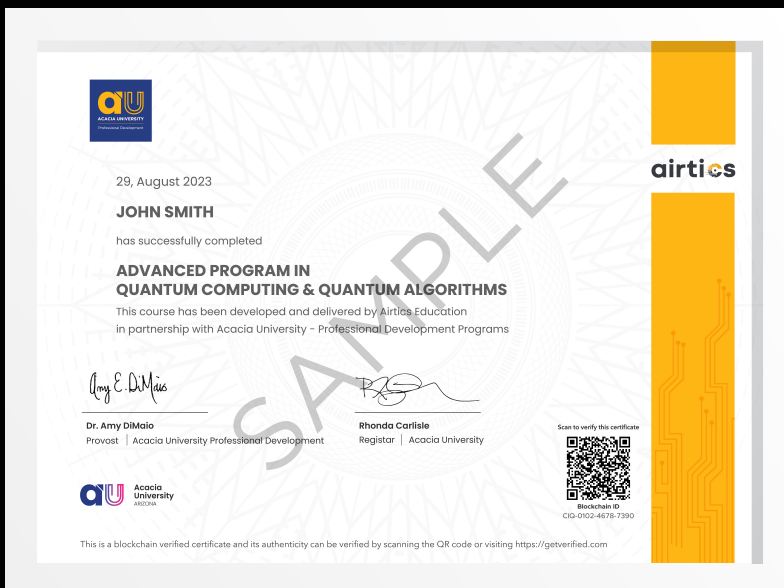 au
ACACIA UNIVERSITY
Professional Development
airtics
29, August 2023
JOHN SMITH
has successfully completed
ADVANCED PROGRAM IN
QUANTUM COMPUTING & QUANTUM ALGORITHMS
This course has been developed and delivered by Airtics Education
in partnership with Acacia University - Professional Development Programs
SAMPLE
Amy E. DiMaio
Dr. Amy DiMaio
Provost | Acacia University Professional Development
Rhonda Carlisle
Registar | Acacia University
Scan to verify this certificate
Blockchain ID
CIQ-0102-4678-7390
au
Acacia
University
ARIZONA
This is a blockchain verified certificate and its authenticity can be verified by scanning the QR code or visiting https://getverified.com